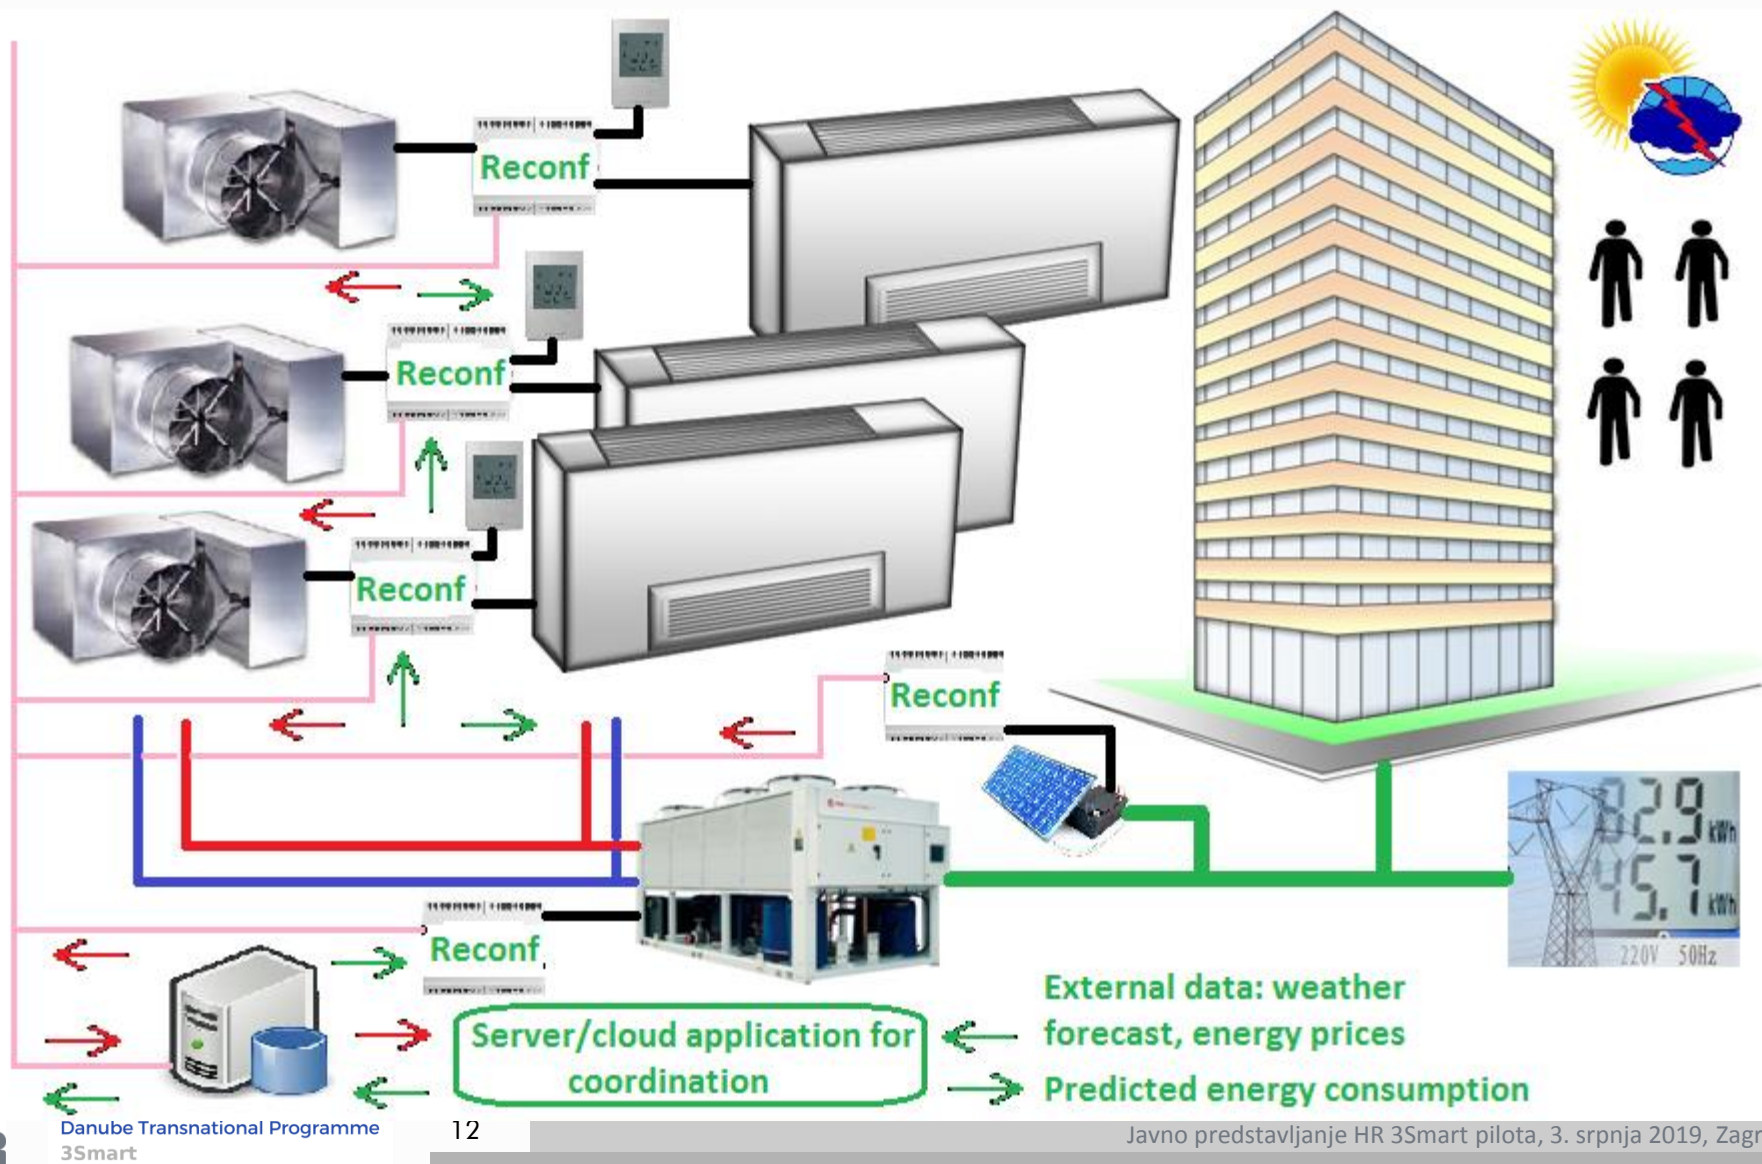 Reconf
Reconf
Reconf
Reconf
32.9 kWh
45.7 kWh
220V 50Hz
Reconf
External data: weather
forecast, energy prices
Server/cloud application for
coordination
Predicted energy consumption
Danube Transnational Programme
3Smart
12
Javno predstavljanje HR 3Smart pilota, 3. srpnja 2019, Zagr